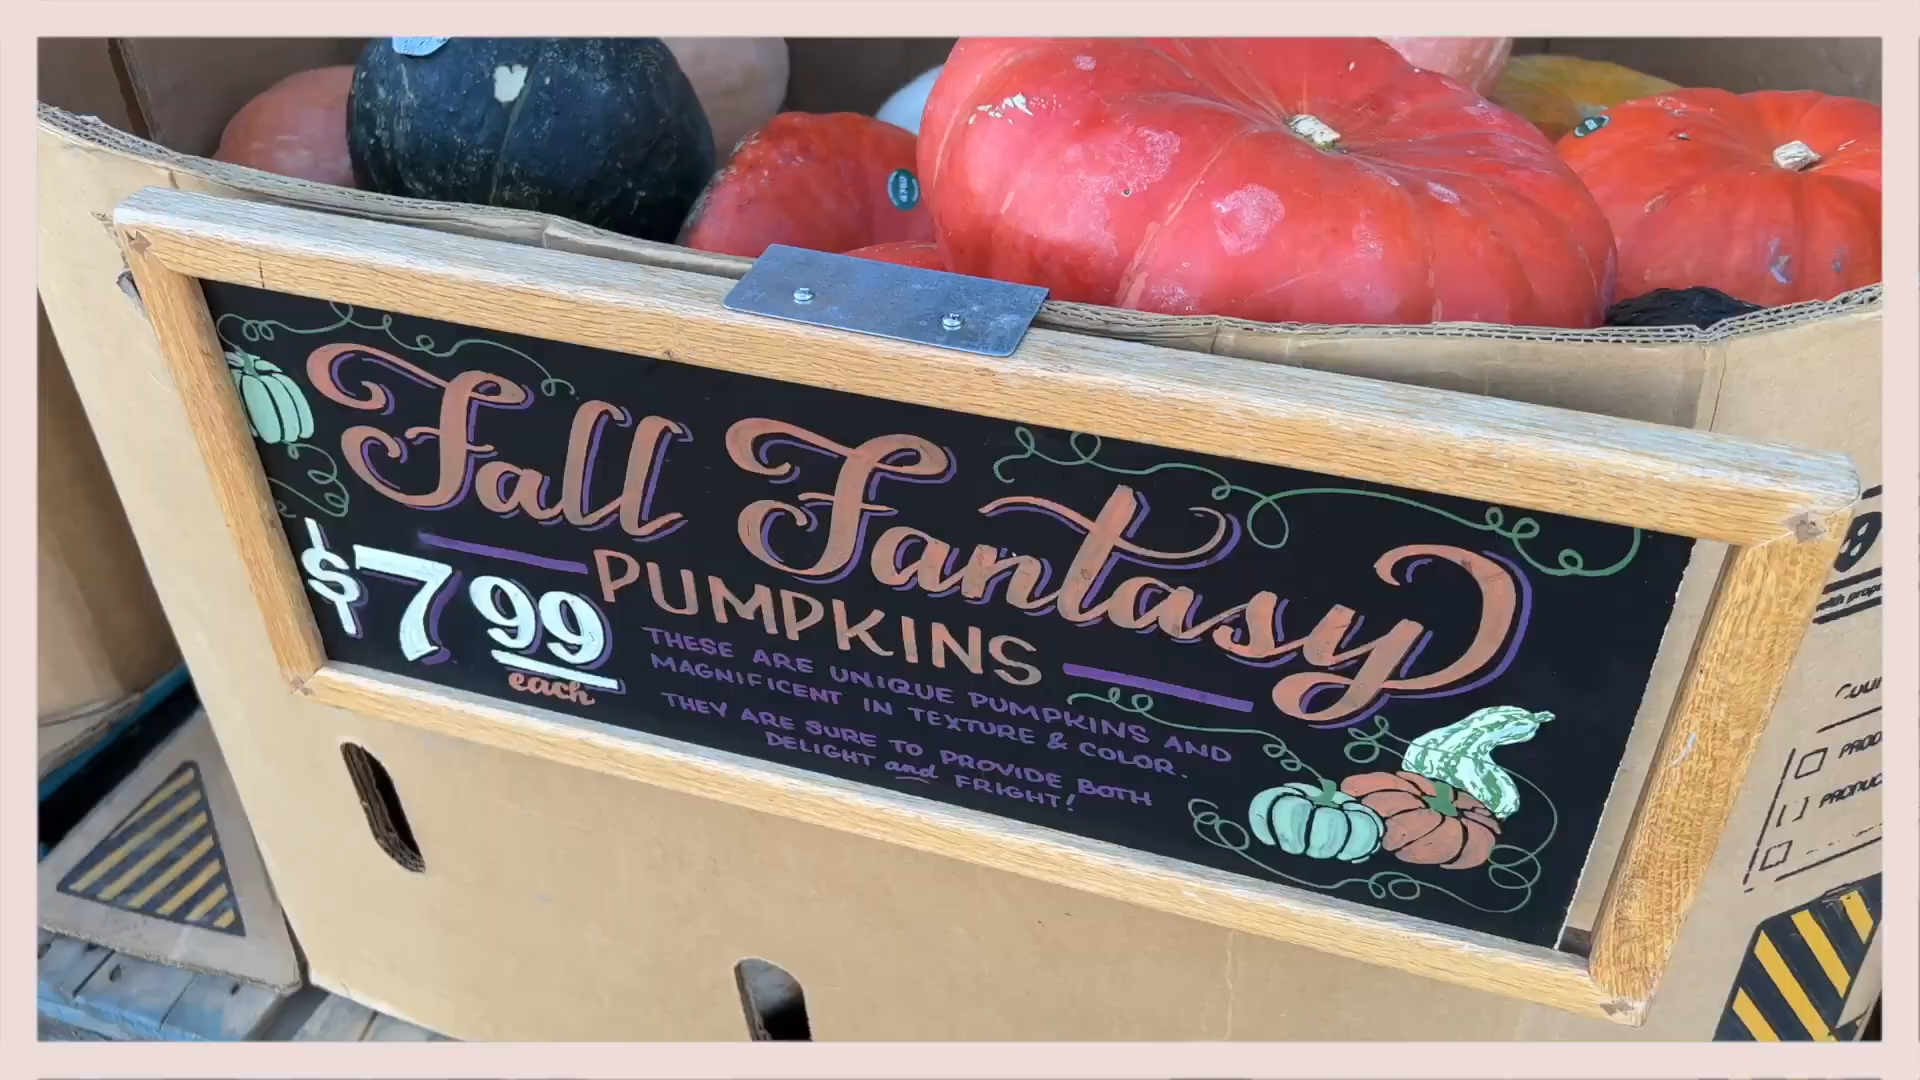 Fall Fantasy
PUMPKINS
$7 99
each
THESE ARE UNIQUE PUMPKINS AND
MAGNIFICENT IN TEXTURE & COLOR.
THEY ARE SURE TO PROVIDE BOTH
DELIGHT and FRIGHT!
with